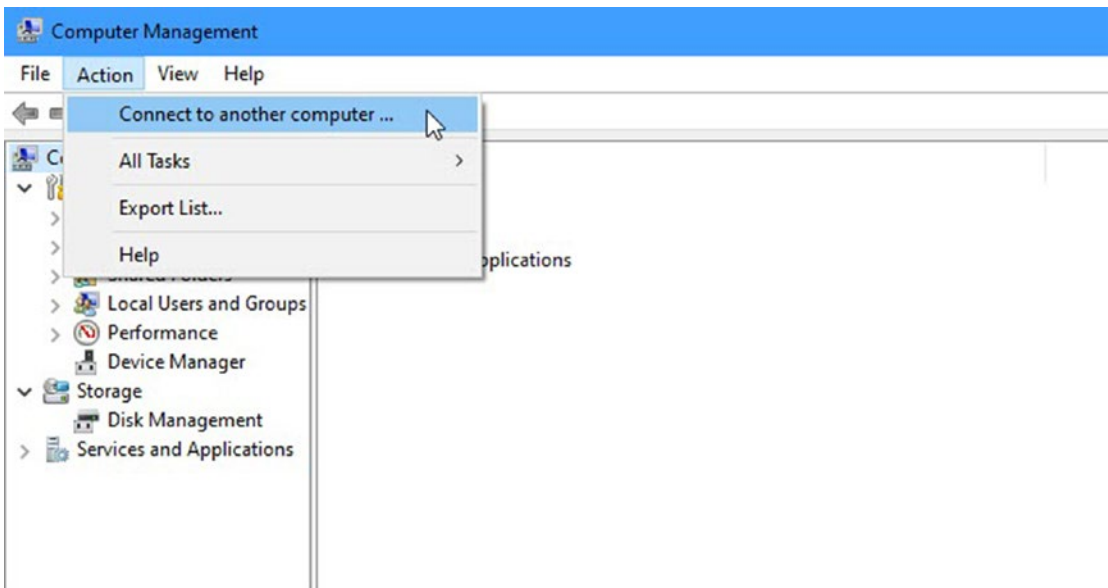 Computer Management
File Action View Help
Connect to another computer ...
All Tasks
Export List...
Help
Local Users and Groups
Performance
Device Manager
Storage
Disk Management
Services and Applications